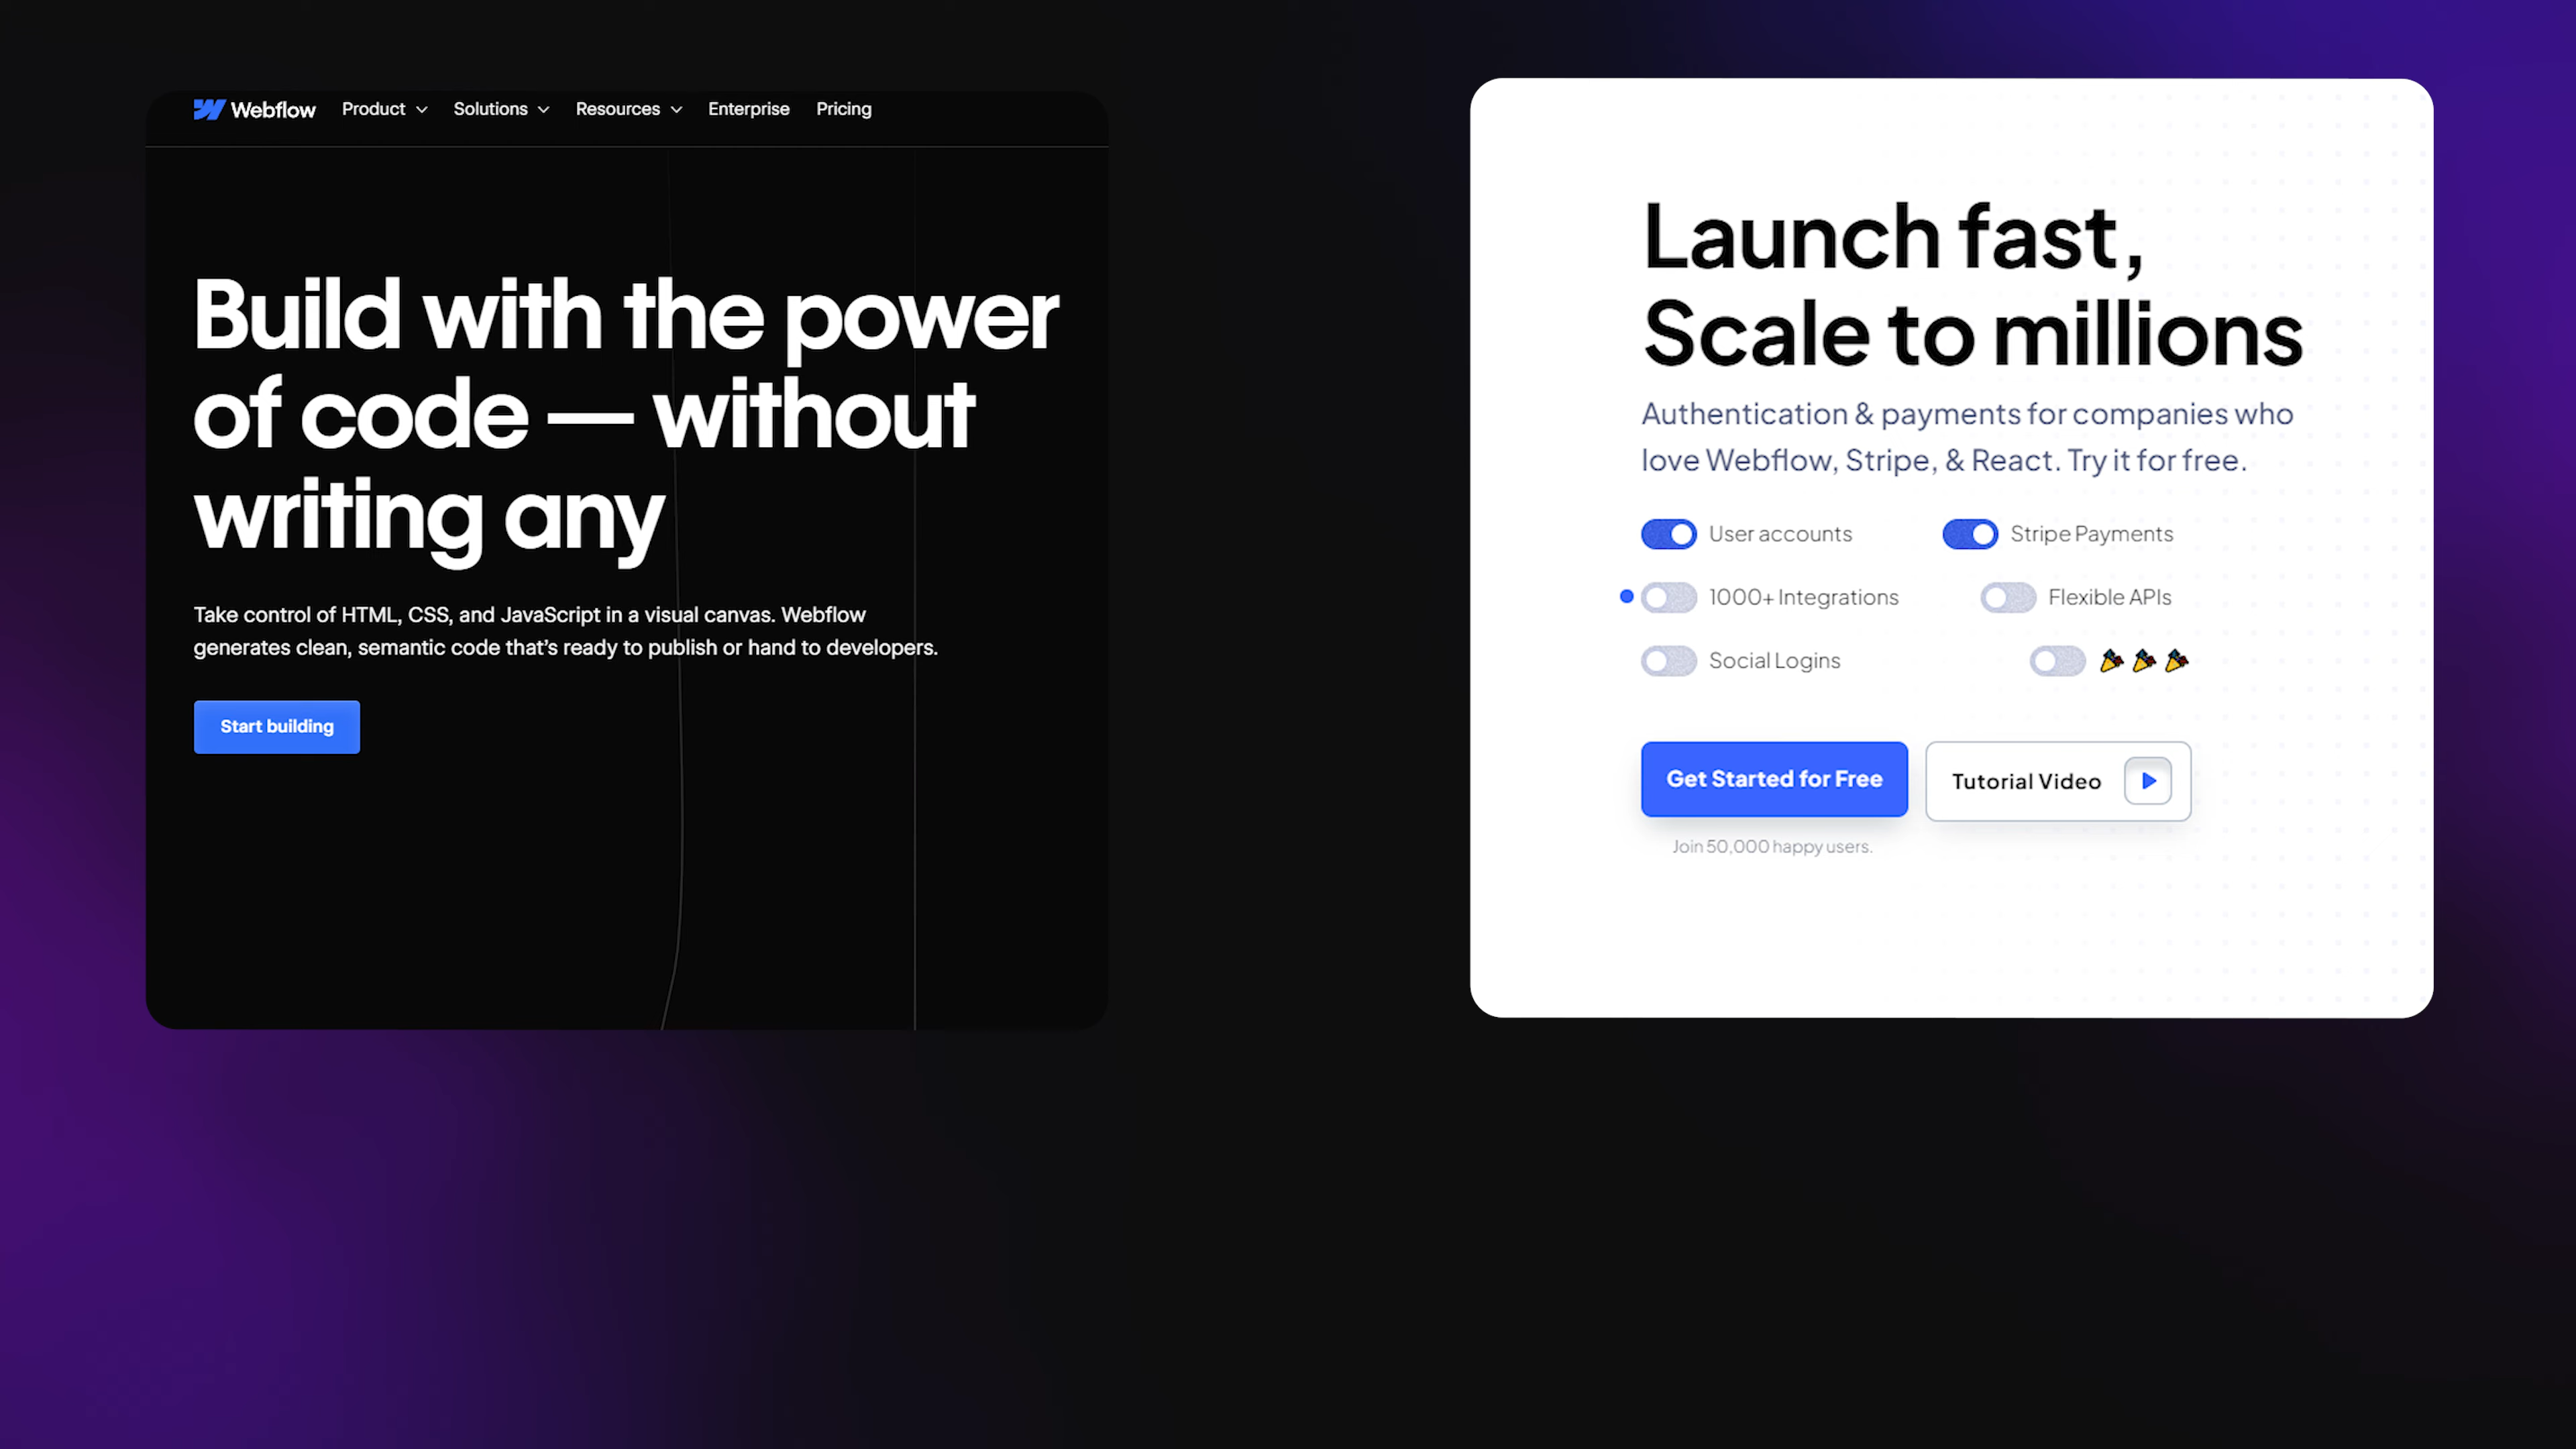 Webflow
Product
Solutions
Resources
Enterprise
Pricing
Build with the power
of code — without
writing any
Take control of HTML, CSS, and JavaScript in a visual canvas. Webflow
generates clean, semantic code that’s ready to publish or hand to developers.
Start building
Launch fast,
Scale to millions
Authentication & payments for companies who
love Webflow, Stripe, & React. Try it for free.
User accounts
Stripe Payments
1000+ Integrations
Flexible APIs
Social Logins
Get Started for Free
Tutorial Video
Join 50,000 happy users.